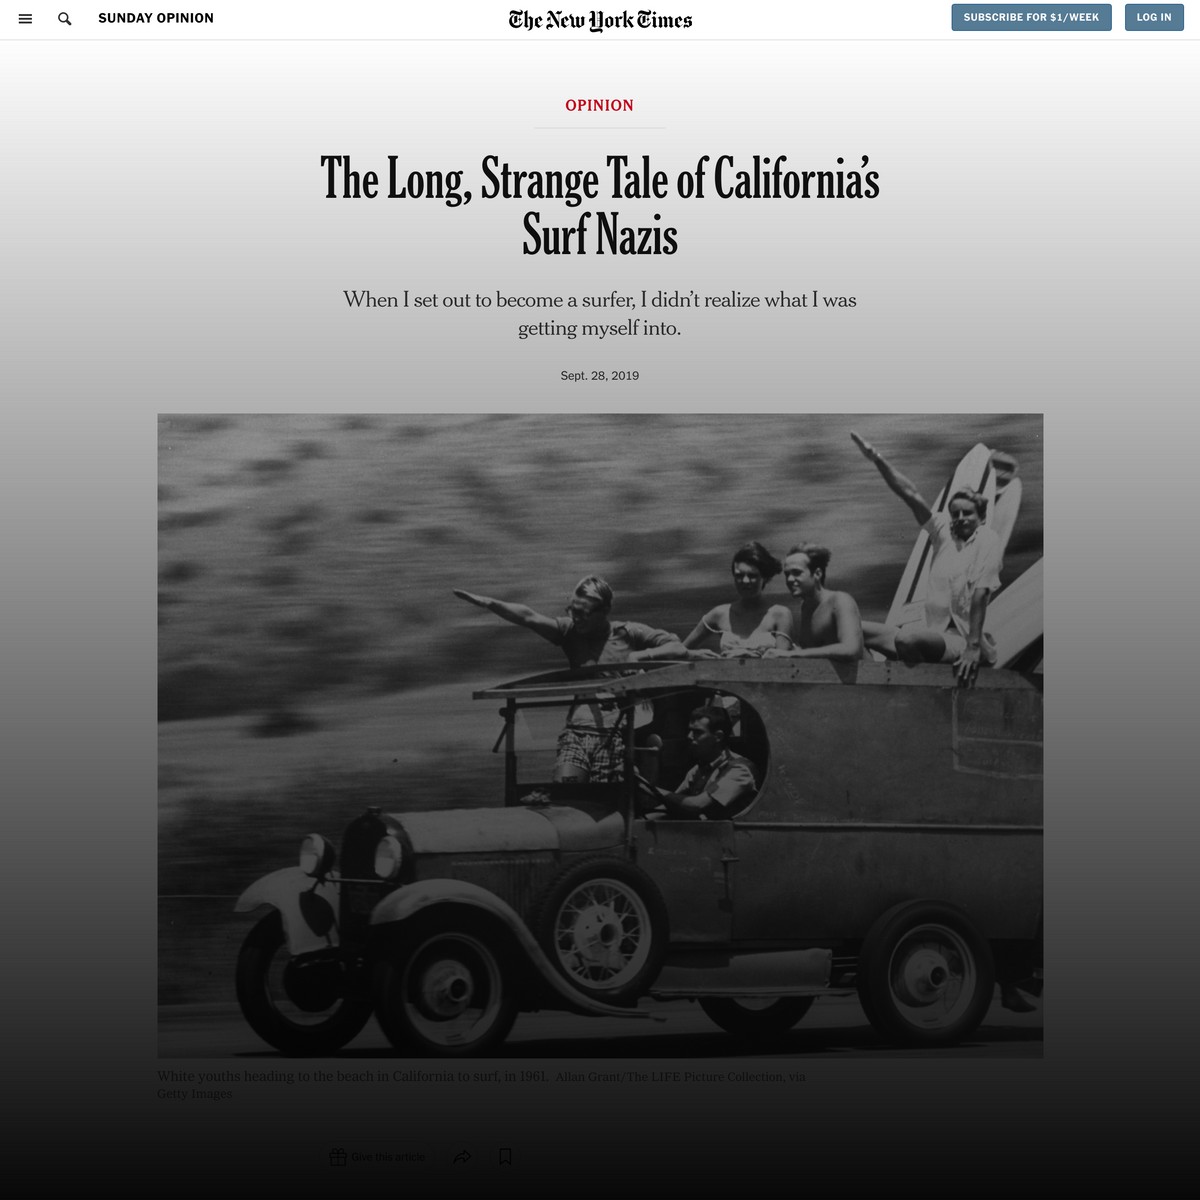 SUNDAY OPINION
The New York Times
SUBSCRIBE FOR $1/WEEK
LOG IN
OPINION
The Long, Strange Tale of California’s
Surf Nazis
When I set out to become a surfer, I didn’t realize what I was
getting myself into.
Sept. 28, 2019
White youths heading to the beach in California to surf, in 1961. Allan Grant/The LIFE Picture Collection, via
Getty Images
Give this article